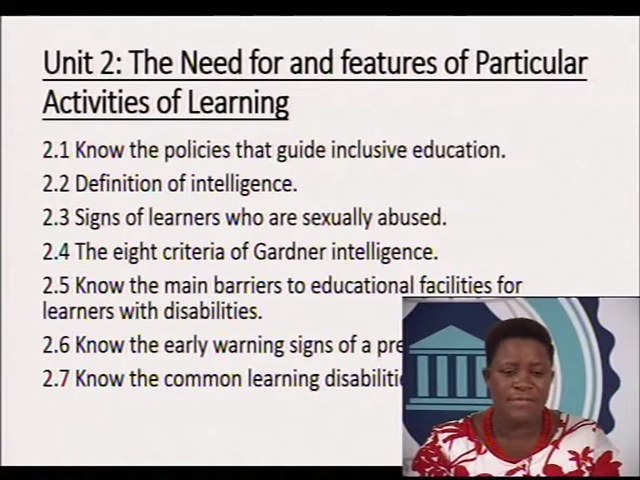 Unit 2: The Need for and features of Particular
Activities of Learning
2.1 Know the policies that guide inclusive education.
2.2 Definition of intelligence.
2.3 Signs of learners who are sexually abused.
2.4 The eight criteria of Gardner intelligence.
2.5 Know the main barriers to educational facilities for
learners with disabilities.
2.6 Know the early warning signs of a
2.7 Know the common learning